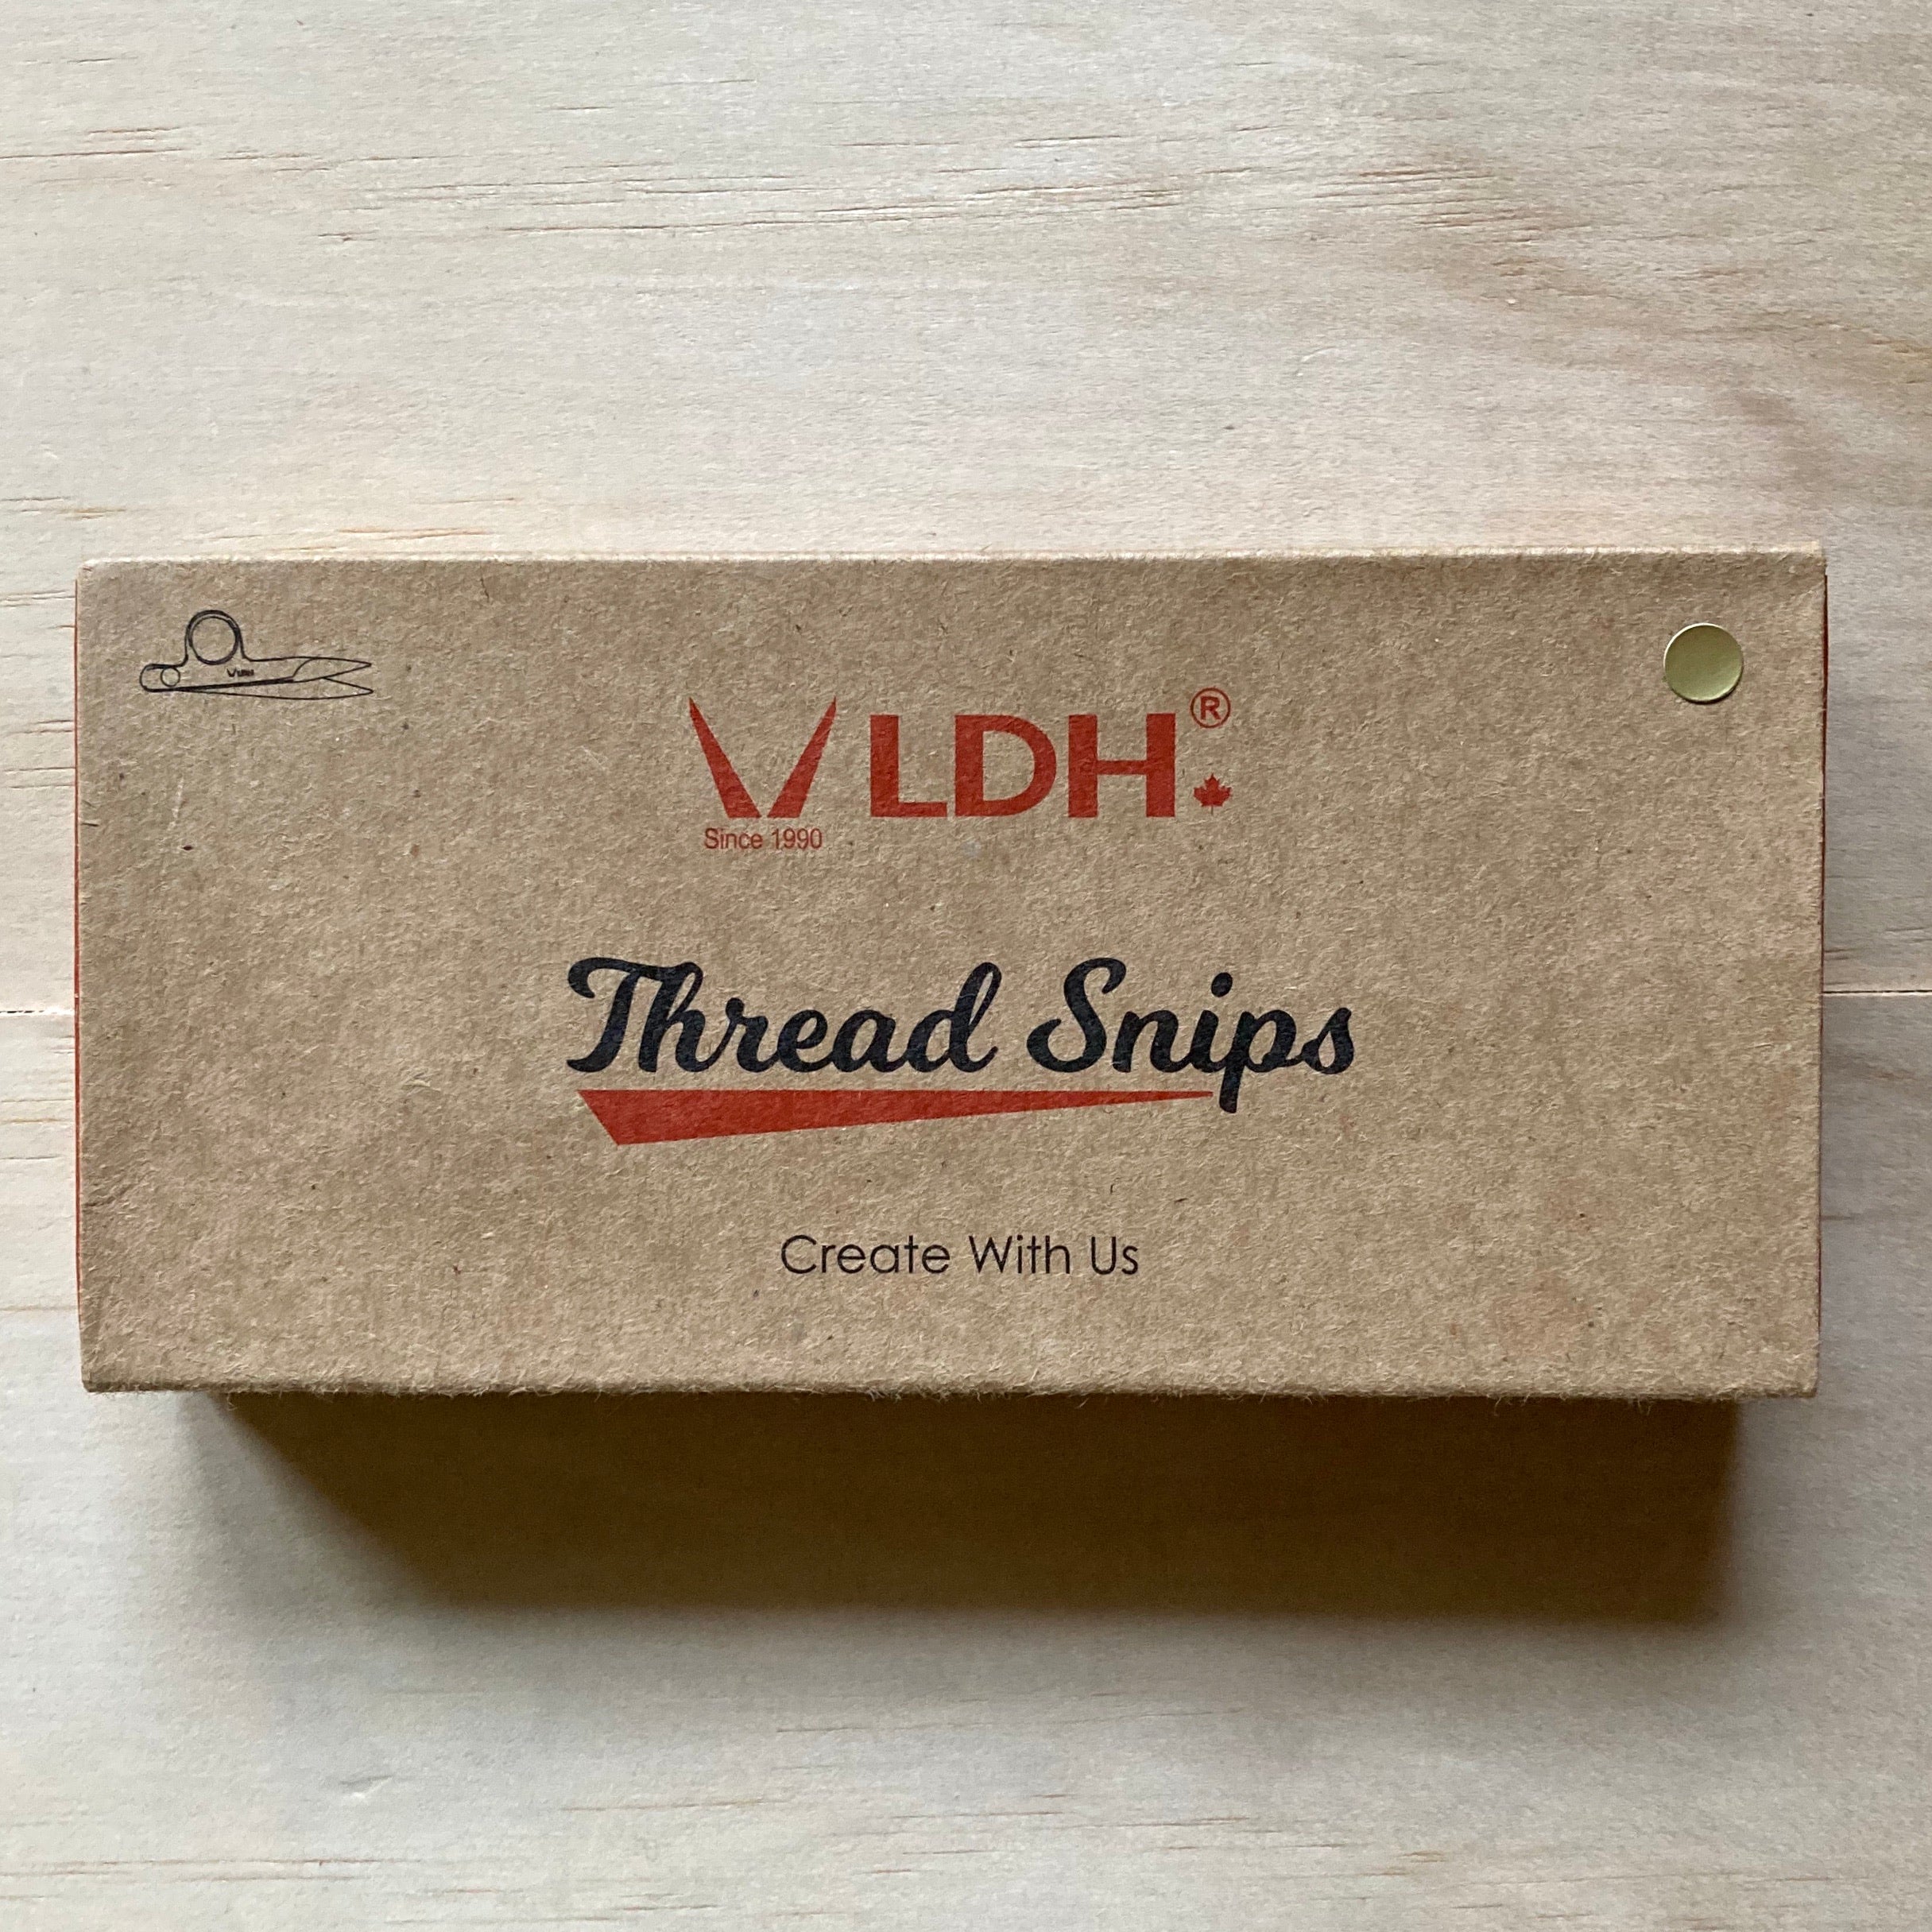 LDH®
Since 1990
Thread Snips
Create With Us